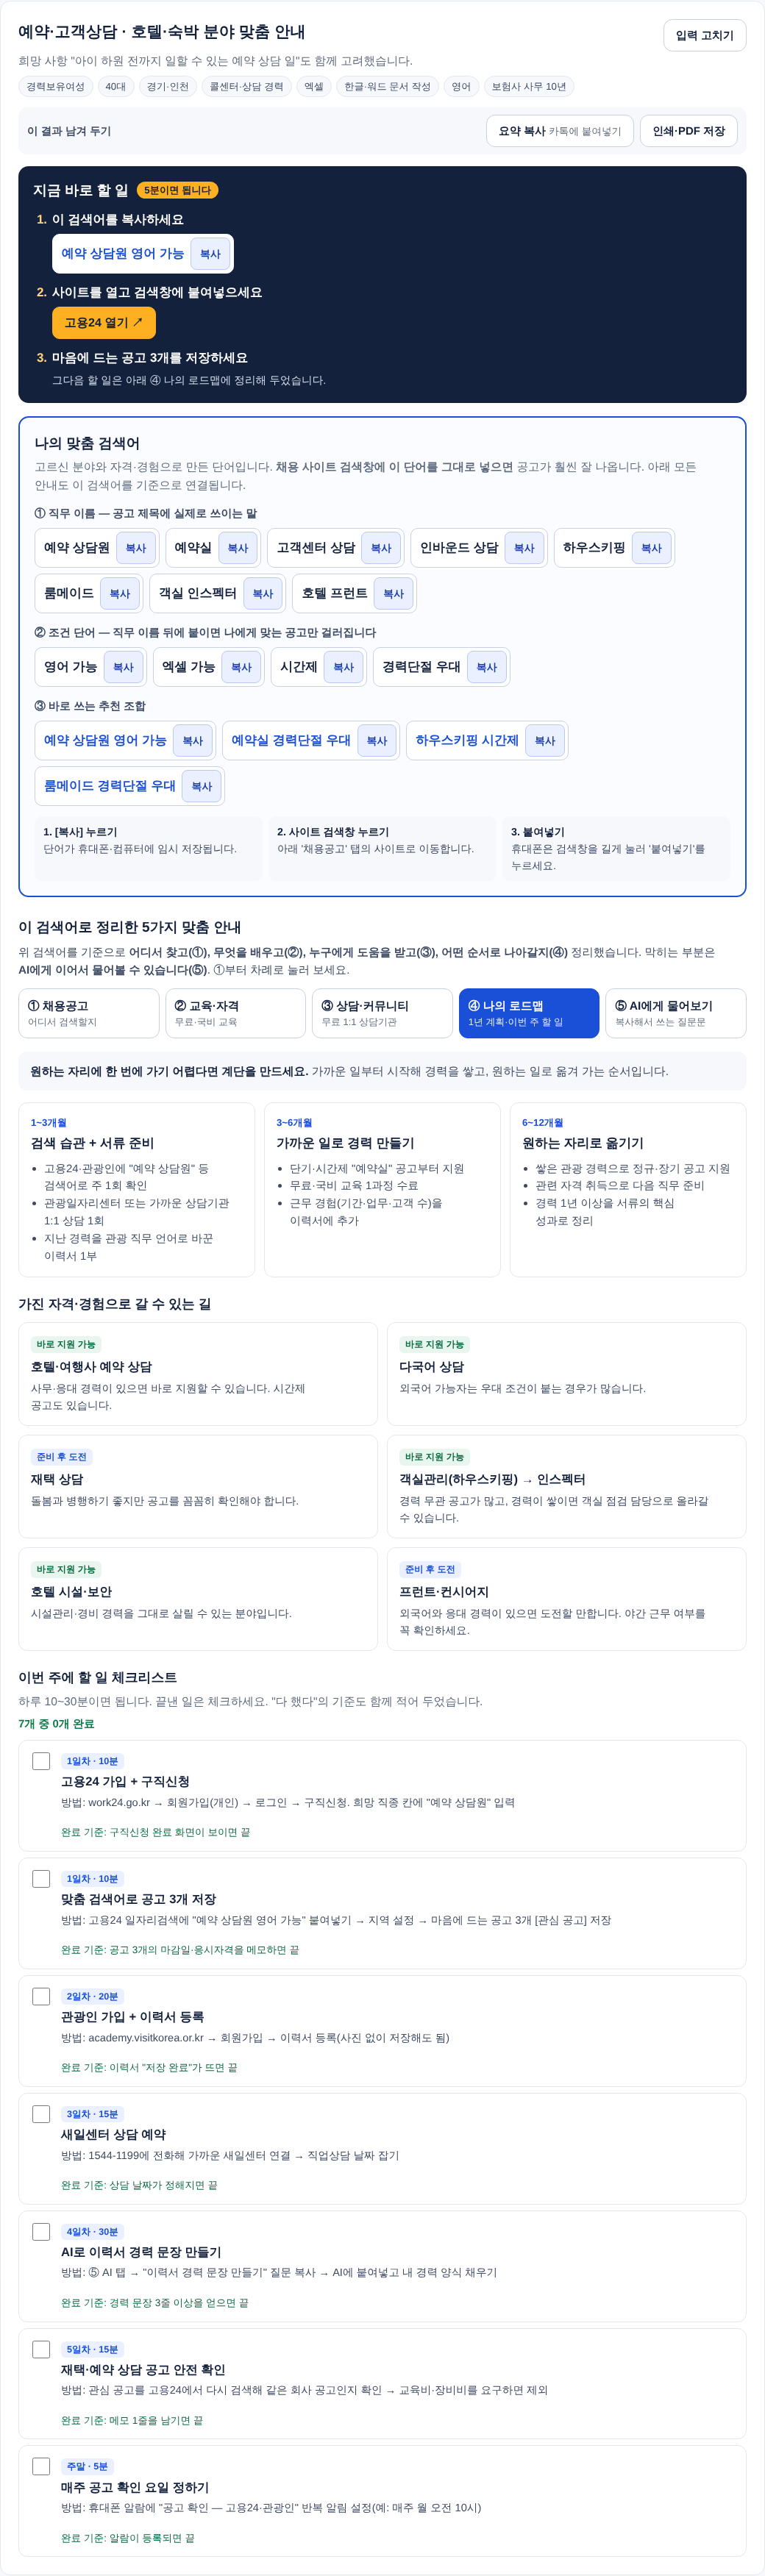 예약·고객상담 · 호텔·숙박 분야 맞춤 안내
입력 고치기
희망 사항 "아이 하원 전까지 일할 수 있는 예약 상담 일"도 함께 고려했습니다.
경력보유여성 40대 경기·인천 콜센터·상담 경력 엑셀 한글·워드 문서 작성 영어 보험사 사무 10년
이 결과 남겨 두기
요약 복사 카톡에 붙여넣기
인쇄·PDF 저장
지금 바로 할 일 5분이면 됩니다
1. 이 검색어를 복사하세요
예약 상담원 영어 가능 복사
2. 사이트를 열고 검색창에 붙여넣으세요
고용24 열기 ↗
3. 마음에 드는 공고 3개를 저장하세요
그다음 할 일은 아래 ④ 나의 로드맵에 정리해 두었습니다.
나의 맞춤 검색어
고르신 분야와 자격·경험으로 만든 단어입니다. 채용 사이트 검색창에 이 단어를 그대로 넣으면 공고가 훨씬 잘 나옵니다. 아래 모든
안내도 이 검색어를 기준으로 연결됩니다.
① 직무 이름 — 공고 제목에 실제로 쓰이는 말
예약 상담원 복사 예약실 복사 고객센터 상담 복사 인바운드 상담 복사 하우스키핑 복사
룸메이드 복사 객실 인스펙터 복사 호텔 프런트 복사
② 조건 단어 — 직무 이름 뒤에 붙이면 나에게 맞는 공고만 걸러집니다
영어 가능 복사 엑셀 가능 복사 시간제 복사 경력단절 우대 복사
③ 바로 쓰는 추천 조합
예약 상담원 영어 가능 복사 예약실 경력단절 우대 복사 하우스키핑 시간제 복사
룸메이드 경력단절 우대 복사
1. [복사] 누르기
단어가 휴대폰·컴퓨터에 임시 저장됩니다.
2. 사이트 검색창 누르기
아래 '채용공고' 탭의 사이트로 이동합니다.
3. 붙여넣기
휴대폰은 검색창을 길게 눌러 '붙여넣기'를
누르세요.
이 검색어로 정리한 5가지 맞춤 안내
위 검색어를 기준으로 어디서 찾고(①), 무엇을 배우고(②), 누구에게 도움을 받고(③), 어떤 순서로 나아갈지(④) 정리했습니다. 막히는 부분은
AI에게 이어서 물어볼 수 있습니다(⑤). ①부터 차례로 눌러 보세요.
① 채용공고
어디서 검색할지
② 교육·자격
무료·국비 교육
③ 상담·커뮤니티
무료 1:1 상담기관
④ 나의 로드맵
1년 계획·이번 주 할 일
⑤ AI에게 물어보기
복사해서 쓰는 질문문
원하는 자리에 한 번에 가기 어렵다면 계단을 만드세요. 가까운 일부터 시작해 경력을 쌓고, 원하는 일로 옮겨 가는 순서입니다.
1~3개월
검색 습관 + 서류 준비
• 고용24·관광인에 "예약 상담원" 등
검색어로 주 1회 확인
• 관광일자리센터 또는 가까운 상담기관
1:1 상담 1회
• 지난 경력을 관광 직무 언어로 바꾼
이력서 1부
3~6개월
가까운 일로 경력 만들기
• 단기·시간제 "예약실" 공고부터 지원
• 무료·국비 교육 1과정 수료
• 근무 경험(기간·업무·고객 수)을
이력서에 추가
6~12개월
원하는 자리로 옮기기
• 쌓은 관광 경력으로 정규·장기 공고 지원
• 관련 자격 취득으로 다음 직무 준비
• 경력 1년 이상을 서류의 핵심
성과로 정리
가진 자격·경험으로 갈 수 있는 길
바로 지원 가능
호텔·여행사 예약 상담
사무·응대 경력이 있으면 바로 지원할 수 있습니다. 시간제
공고도 있습니다.
바로 지원 가능
다국어 상담
외국어 가능자는 우대 조건이 붙는 경우가 많습니다.
준비 후 도전
재택 상담
돌봄과 병행하기 좋지만 공고를 꼼꼼히 확인해야 합니다.
바로 지원 가능
객실관리(하우스키핑) → 인스펙터
경력 무관 공고가 많고, 경력이 쌓이면 객실 점검 담당으로 올라갈
수 있습니다.
바로 지원 가능
호텔 시설·보안
시설관리·경비 경력을 그대로 살릴 수 있는 분야입니다.
준비 후 도전
프런트·컨시어지
외국어와 응대 경력이 있으면 도전할 만합니다. 야간 근무 여부를
꼭 확인하세요.
이번 주에 할 일 체크리스트
하루 10~30분이면 됩니다. 끝낸 일은 체크하세요. "다 했다"의 기준도 함께 적어 두었습니다.
7개 중 0개 완료
1일차 · 10분
고용24 가입 + 구직신청
방법: work24.go.kr → 회원가입(개인) → 로그인 → 구직신청. 희망 직종 칸에 "예약 상담원" 입력
완료 기준: 구직신청 완료 화면이 보이면 끝
1일차 · 10분
맞춤 검색어로 공고 3개 저장
방법: 고용24 일자리검색에 "예약 상담원 영어 가능" 붙여넣기 → 지역 설정 → 마음에 드는 공고 3개 [관심 공고] 저장
완료 기준: 공고 3개의 마감일·응시자격을 메모하면 끝
2일차 · 20분
관광인 가입 + 이력서 등록
방법: academy.visitkorea.or.kr → 회원가입 → 이력서 등록(사진 없이 저장해도 됨)
완료 기준: 이력서 "저장 완료"가 뜨면 끝
3일차 · 15분
새일센터 상담 예약
방법: 1544-1199에 전화해 가까운 새일센터 연결 → 직업상담 날짜 잡기
완료 기준: 상담 날짜가 정해지면 끝
4일차 · 30분
AI로 이력서 경력 문장 만들기
방법: ⑤ AI 탭 → "이력서 경력 문장 만들기" 질문 복사 → AI에 붙여넣고 내 경력 양식 채우기
완료 기준: 경력 문장 3줄 이상을 얻으면 끝
5일차 · 15분
재택·예약 상담 공고 안전 확인
방법: 관심 공고를 고용24에서 다시 검색해 같은 회사 공고인지 확인 → 교육비·장비비를 요구하면 제외
완료 기준: 메모 1줄을 남기면 끝
주말 · 5분
매주 공고 확인 요일 정하기
방법: 휴대폰 알람에 "공고 확인 — 고용24·관광인" 반복 알림 설정(예: 매주 월 오전 10시)
완료 기준: 알람이 등록되면 끝